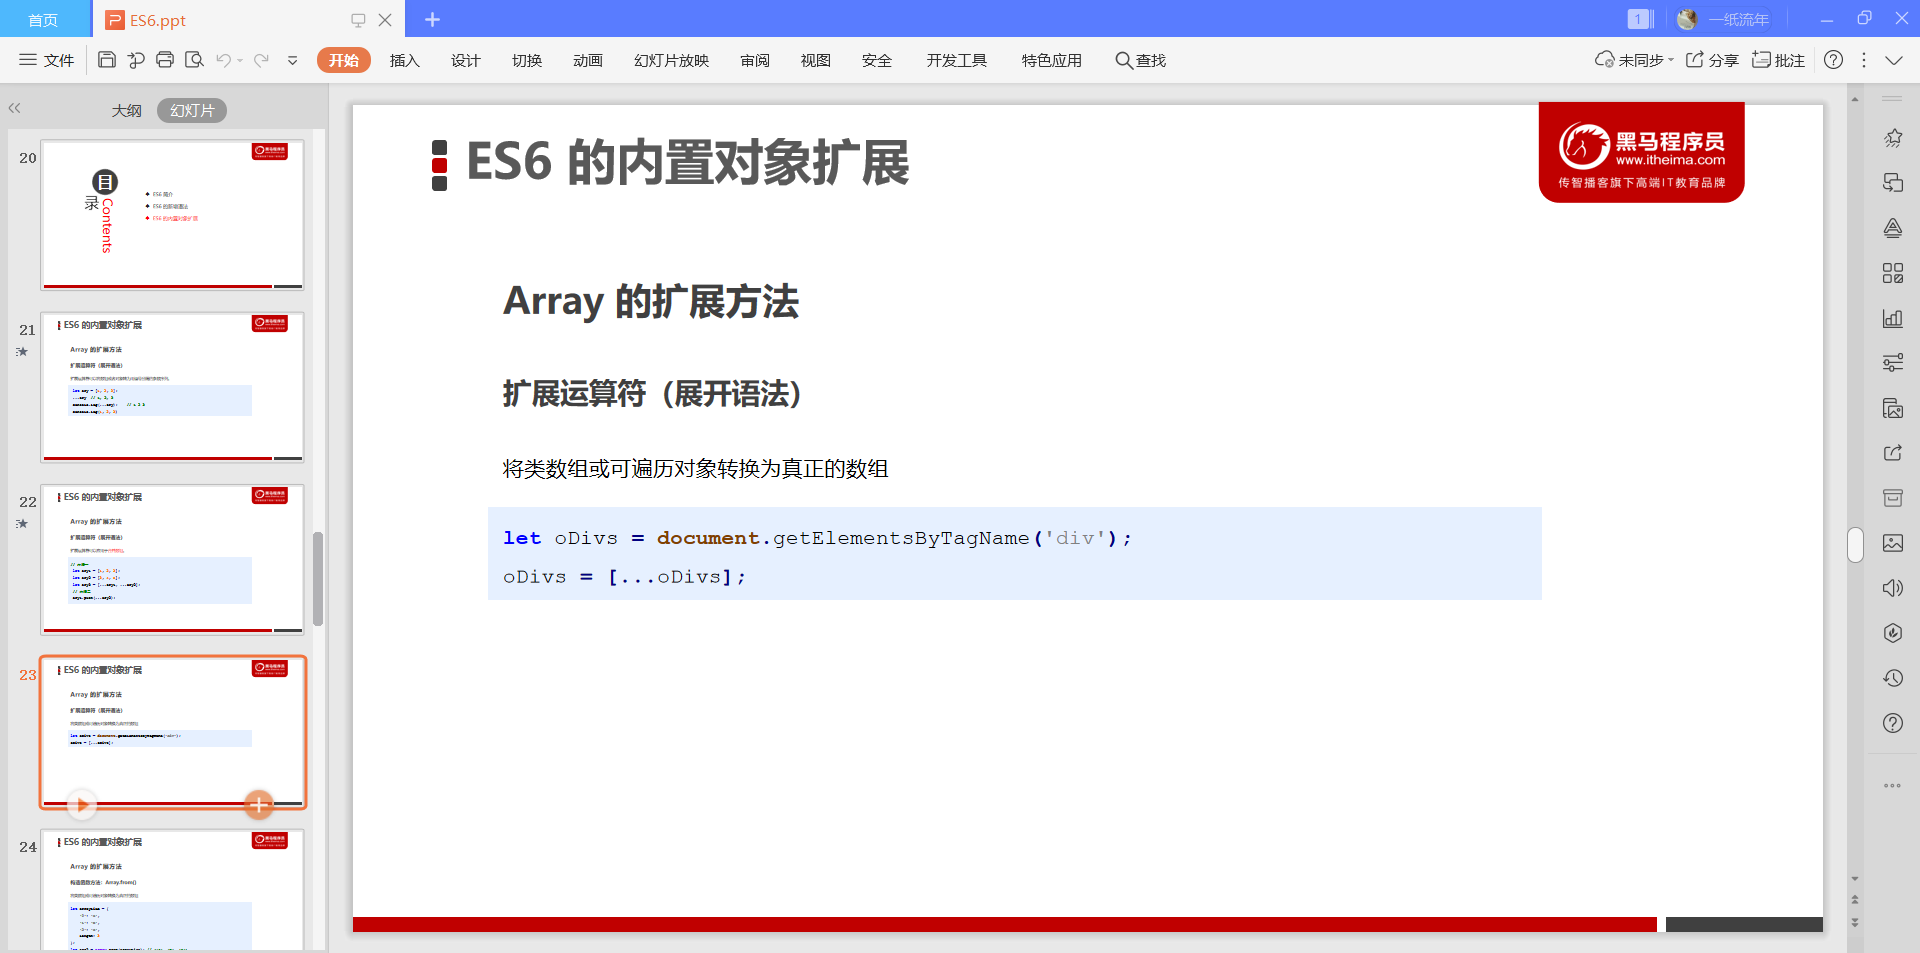 首页
ES6.ppt
1
一纸流年
文件
开始
插入
设计
切换
动画
幻灯片放映
审阅
视图
安全
开发工具
特色应用
查找
未同步
分享
批注
大纲
幻灯片
20
目
录
Contents
ES6 简介
ES6 的新增语法
ES6 的内置对象扩展
21
ES6 的内置对象扩展
Array 的扩展方法
扩展运算符（展开语法）
22
ES6 的内置对象扩展
Array 的扩展方法
扩展运算符（展开语法）
23
ES6 的内置对象扩展
Array 的扩展方法
扩展运算符（展开语法）
24
ES6 的内置对象扩展
Array 的扩展方法
构造函数方法：Array.from()
ES6 的内置对象扩展
黑马程序员
www.itheima.com
传智播客旗下高端IT教育品牌
Array 的扩展方法
扩展运算符（展开语法）
将类数组或可遍历对象转换为真正的数组
let oDivs = document.getElementsByTagName('div');
oDivs = [...oDivs];